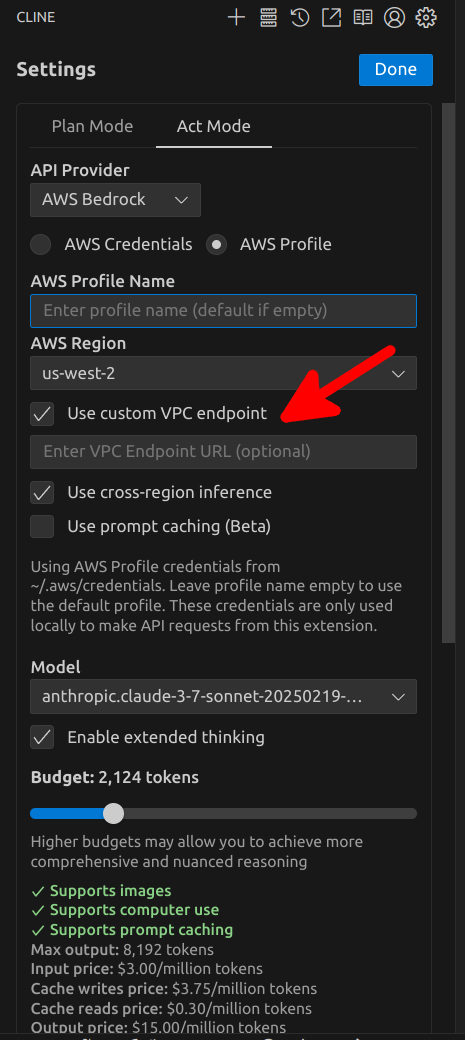 CLINE
Settings
Done
Plan Mode
Act Mode
API Provider
AWS Bedrock
AWS Credentials
AWS Profile
AWS Profile Name
Enter profile name (default if empty)
AWS Region
us-west-2
Use custom VPC endpoint
Enter VPC Endpoint URL (optional)
Use cross-region inference
Use prompt caching (Beta)
Using AWS Profile credentials from
~/.aws/credentials. Leave profile name empty to use
the default profile. These credentials are only used
locally to make API requests from this extension.
Model
anthropic.claude-3-7-sonnet-20250219-...
Enable extended thinking
Budget: 2,124 tokens
Higher budgets may allow you to achieve more
comprehensive and nuanced reasoning
✓ Supports images
✓ Supports computer use
✓ Supports prompt caching
Max output: 8,192 tokens
Input price: $3.00/million tokens
Cache writes price: $3.75/million tokens
Cache reads price: $0.30/million tokens
Output price: $15.00/million tokens